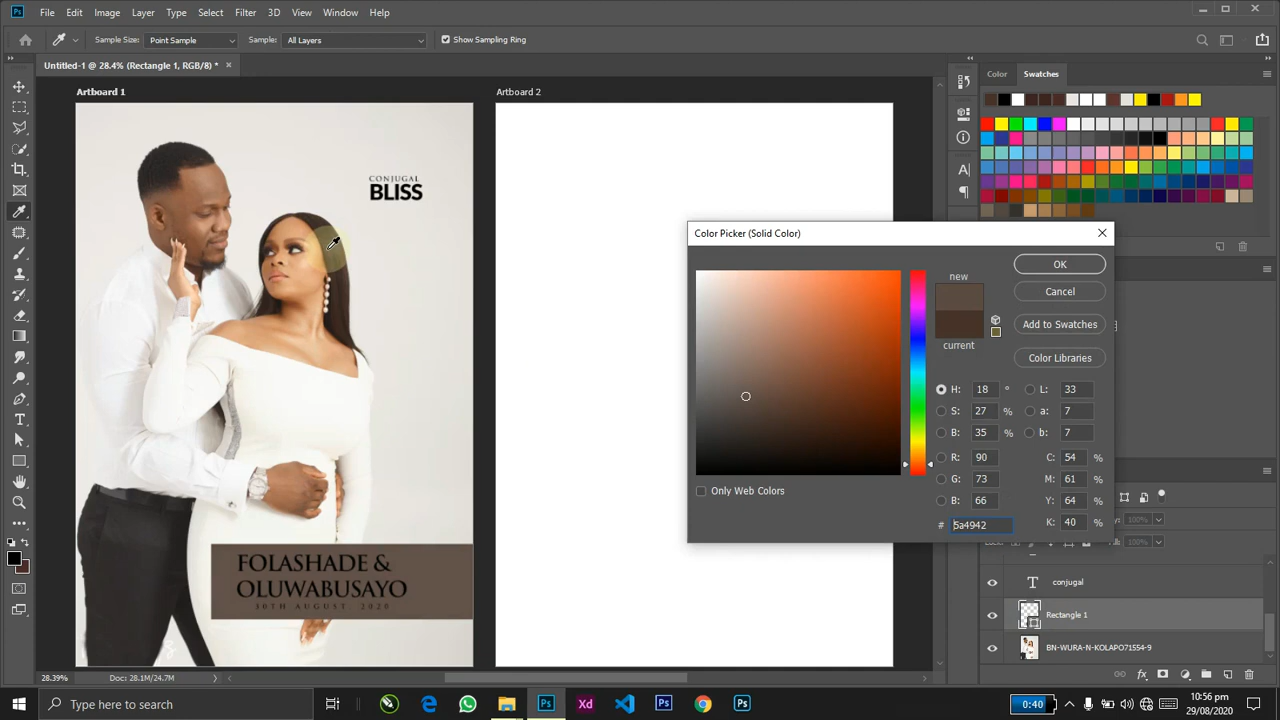 File Edit Image Layer Type Select Filter 3D View Window Help
Sample Size: Point Sample Sample: All Layers Show Sampling Ring
Untitled-1 @ 28.4% (Rectangle 1, RGB/8) *
Color Swatches
Artboard 1
Artboard 2
CONJUGAL
BLISS
FOLASHADE &
OLUWABUSAYO
30TH AUGUST, 2020
Color Picker (Solid Color)
new
current
OK
Cancel
Add to Swatches
Color Libraries
H: 18 °
S: 27 %
B: 35 %
R: 90
G: 73
B: 66
L: 33
a: 7
b: 7
C: 54 %
M: 61 %
Y: 64 %
K: 40 %
# 5a4942
Only Web Colors
100%
100%
conjugal
Rectangle 1
BN-WURA-N-KOLAPO71554-9
28.39% Doc: 28.1M/24.7M
Type here to search
0:40
10:56 pm
29/08/2020